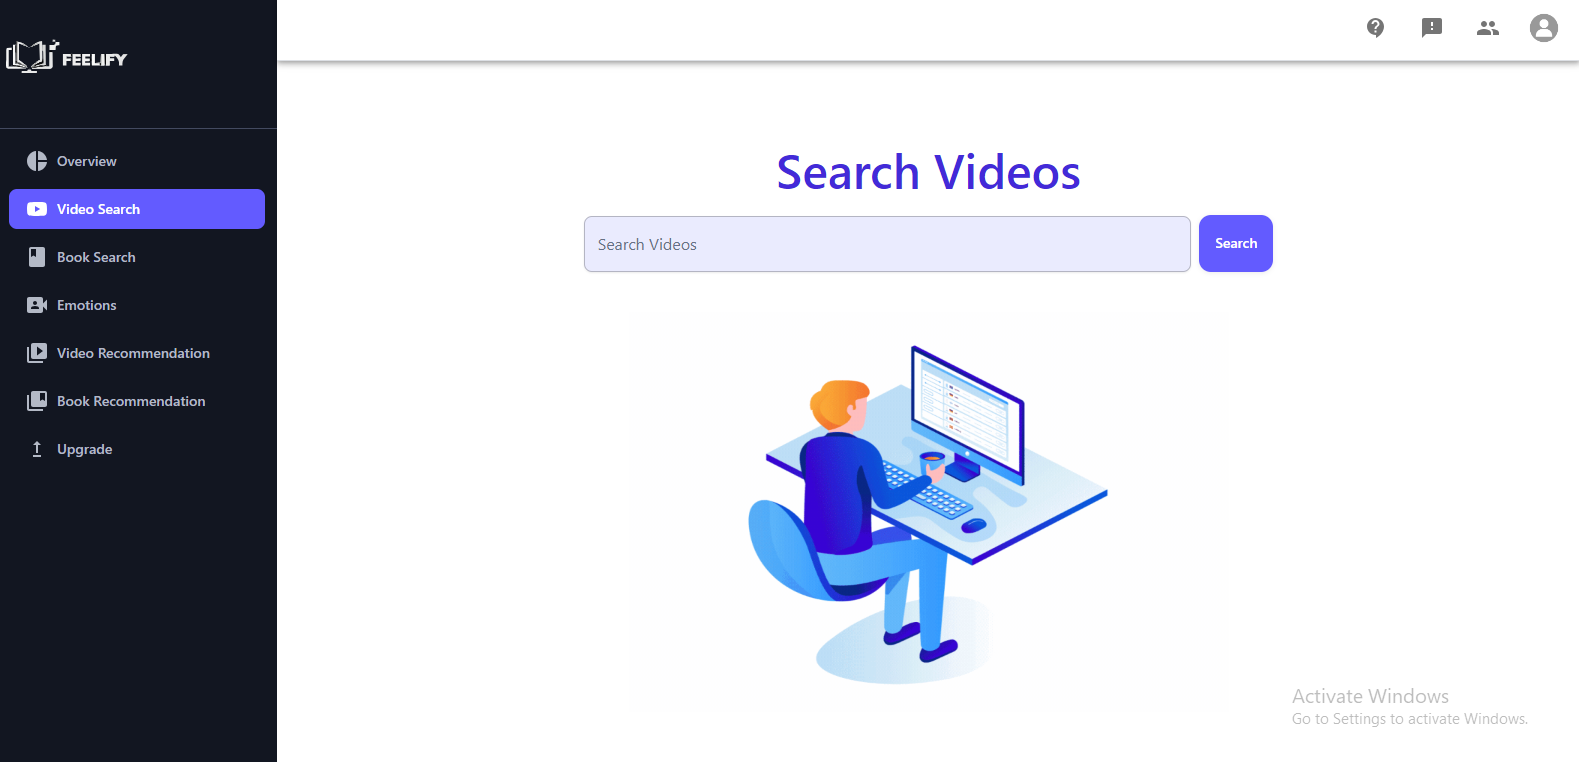 FEELIFY
Overview
Video Search
Book Search
Emotions
Video Recommendation
Book Recommendation
Upgrade
Search Videos
Search Videos
Search
Activate Windows
Go to Settings to activate Windows.